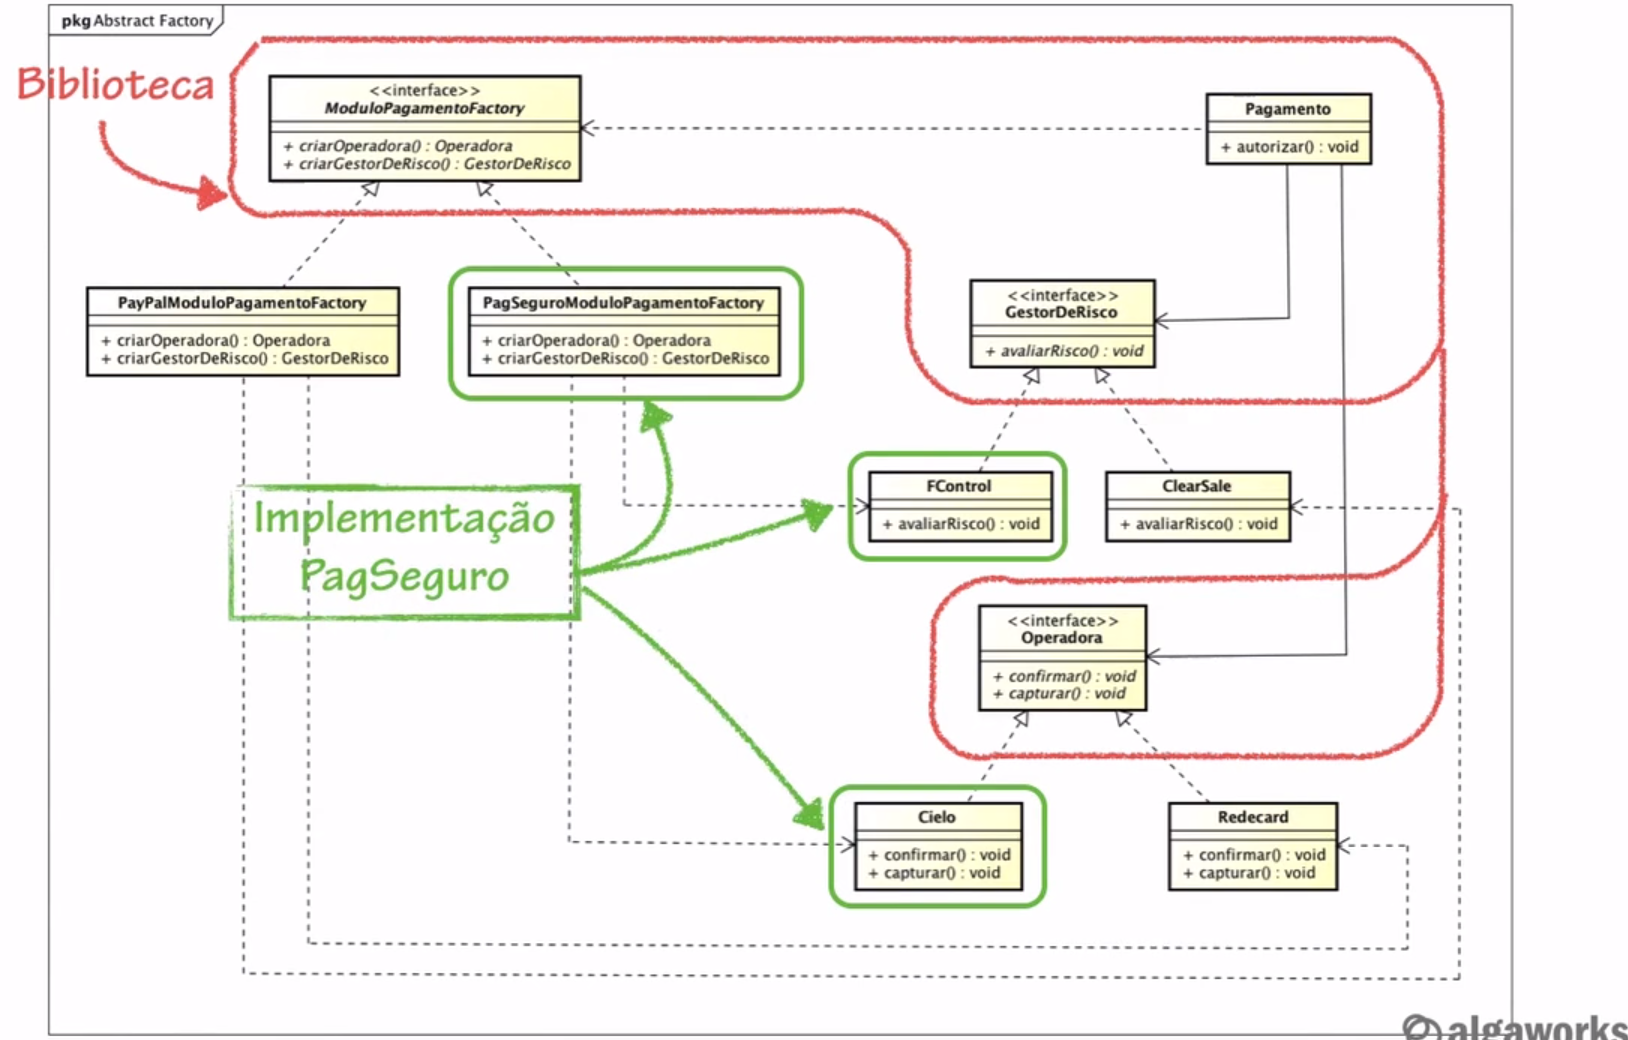 pkg Abstract Factory
Biblioteca
<<interface>>
ModuloPagamentoFactory
+ criarOperadora() : Operadora
+ criarGestorDeRisco() : GestorDeRisco
Pagamento
+ autorizar() : void
PayPalModuloPagamentoFactory
+ criarOperadora() : Operadora
+ criarGestorDeRisco() : GestorDeRisco
PagSeguroModuloPagamentoFactory
+ criarOperadora() : Operadora
+ criarGestorDeRisco() : GestorDeRisco
<<interface>>
GestorDeRisco
+ avaliarRisco() : void
Implementação
PagSeguro
FControl
+ avaliarRisco() : void
ClearSale
+ avaliarRisco() : void
<<interface>>
Operadora
+ confirmar() : void
+ capturar() : void
Cielo
+ confirmar() : void
+ capturar() : void
Redecard
+ confirmar() : void
+ capturar() : void
algaworks